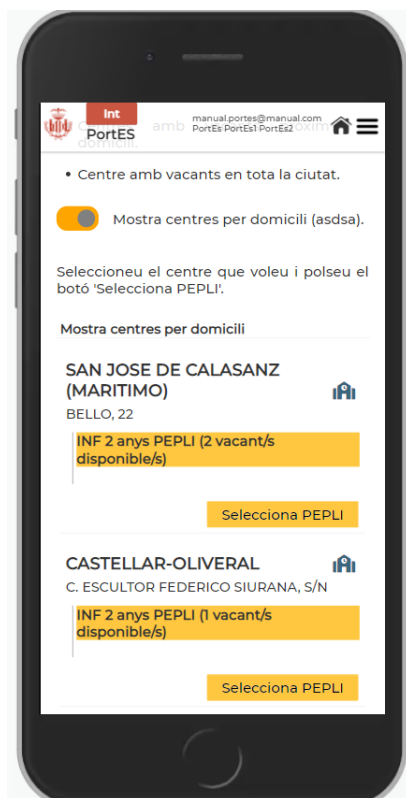 Int
PortES
manual.portes@manual.com
PortEs PortEs1 PortEs2
amb
domicili.
• Centre amb vacants en tota la ciutat.
Mostra centres per domicili (asdsa).
Seleccioneu el centre que voleu i polseu el
botó 'Selecciona PEPLI'.
Mostra centres per domicili
SAN JOSE DE CALASANZ
(MARITIMO)
BELLO, 22
INF 2 anys PEPLI (2 vacant/s
disponible/s)
Selecciona PEPLI
CASTELLAR-OLIVERAL
C. ESCULTOR FEDERICO SIURANA, S/N
INF 2 anys PEPLI (1 vacant/s
disponible/s)
Selecciona PEPLI